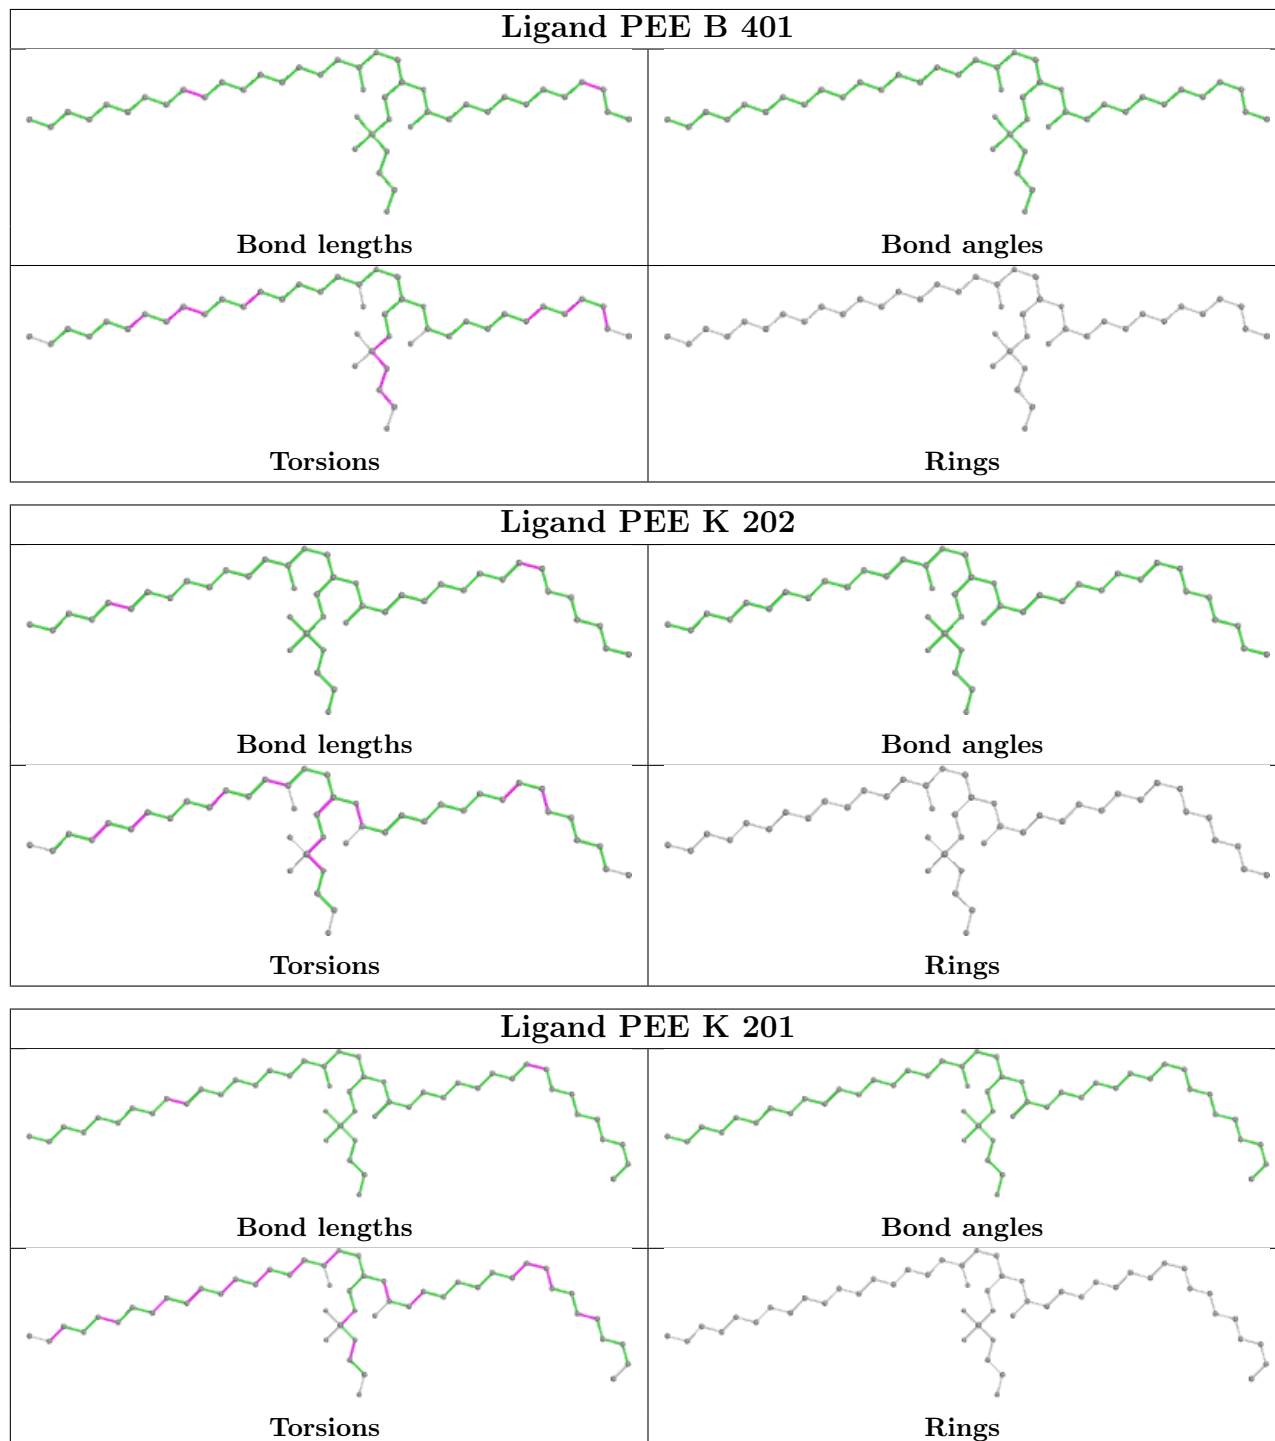 Ligand PEE B 401
Bond lengths
Bond angles
Torsions
Rings
Ligand PEE K 202
Bond lengths
Bond angles
Torsions
Rings
Ligand PEE K 201
Bond lengths
Bond angles
Torsions
Rings